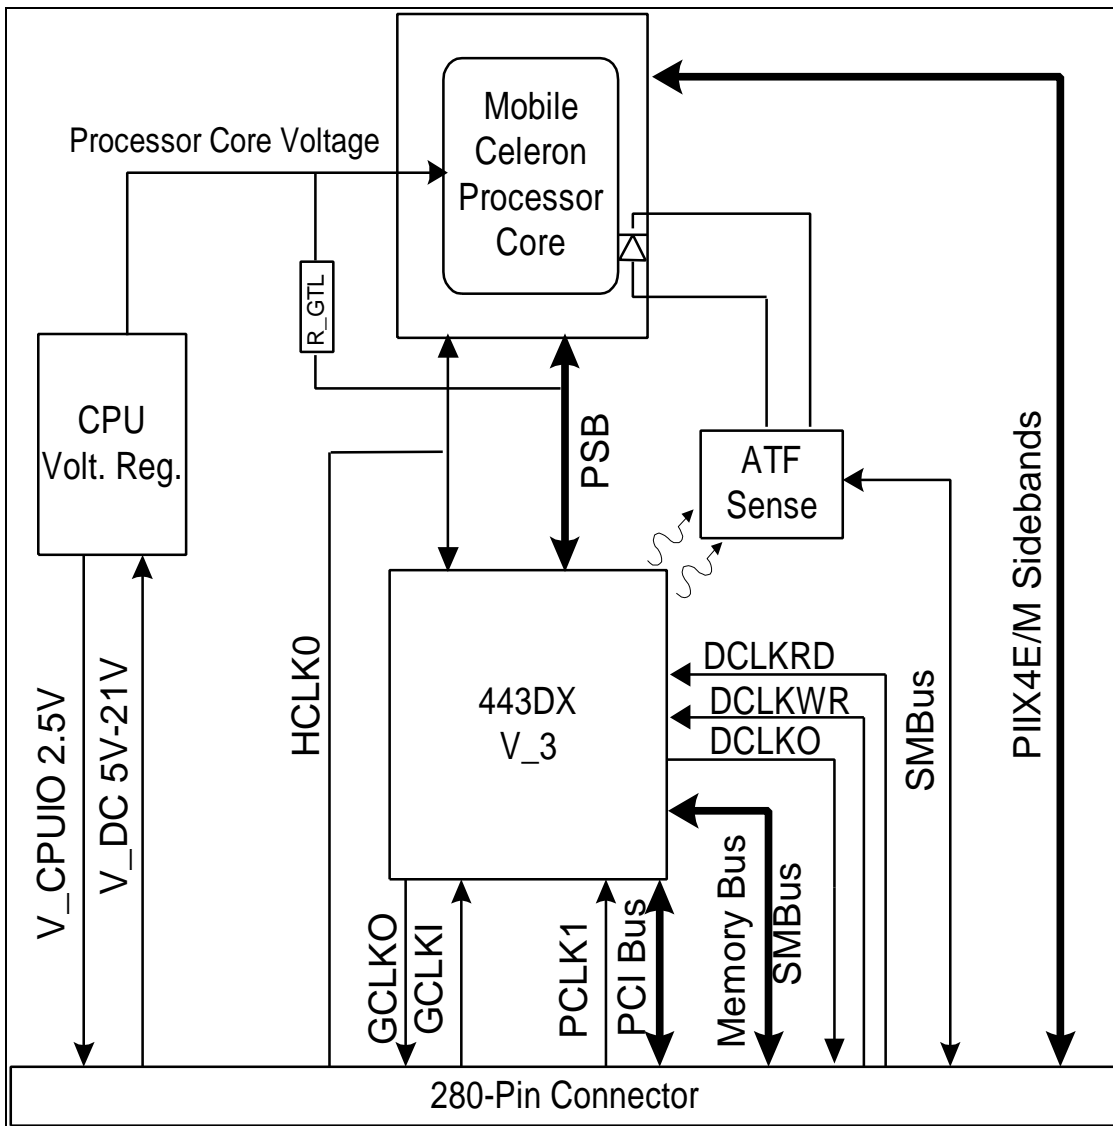 Mobile
Celeron
Processor
Core
Processor Core Voltage
R_GTL
CPU
Volt. Reg.
PSB
ATF
Sense
PIIX4E/M Sidebands
HCLK0
443DX
V_3
DCLKRD
DCLKWR
DCLKO
SMBus
V_CPUIO 2.5V
V_DC 5V-21V
GCLKO
GCLKI
PCLK1
PCI Bus
Memory Bus
SMBus
280-Pin Connector